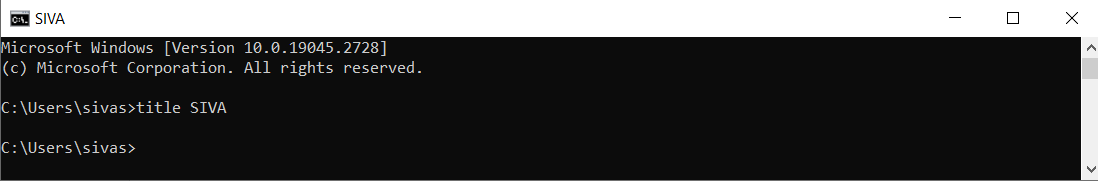 SIVA
Microsoft Windows [Version 10.0.19045.2728]
(c) Microsoft Corporation. All rights reserved.
C:\Users\sivas>title SIVA
C:\Users\sivas>